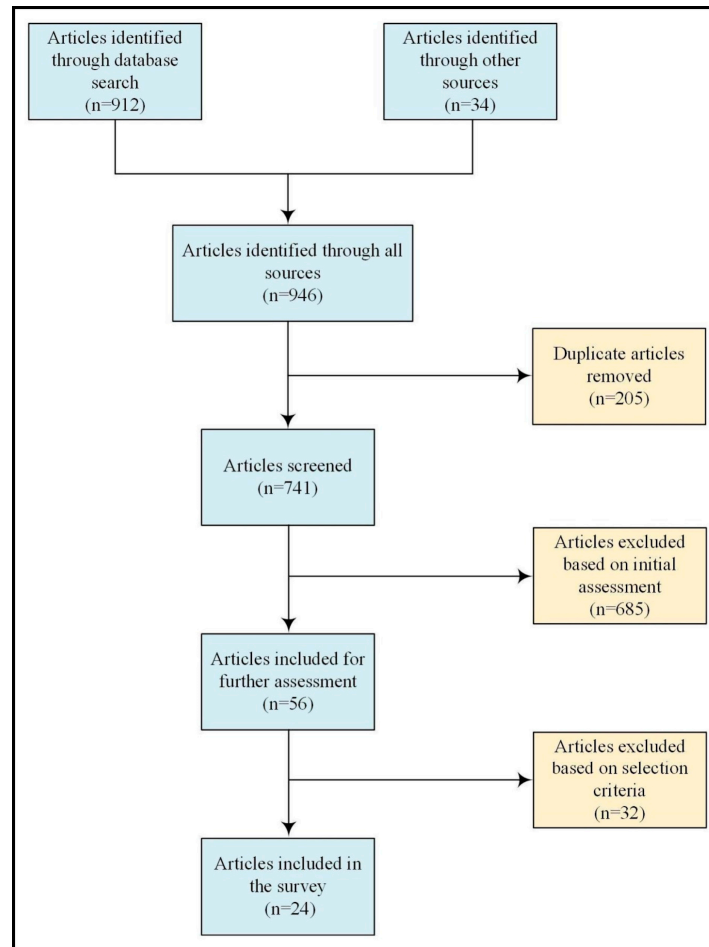 Articles identified
through database
search
(n=912)
Articles identified
through other
sources
(n=34)
Articles identified through all
sources
(n=946)
Duplicate articles
removed
(n=205)
Articles screened
(n=741)
Articles excluded
based on initial
assessment
(n=685)
Articles included for
further assessment
(n=56)
Articles excluded
based on selection
criteria
(n=32)
Articles included in
the survey
(n=24)